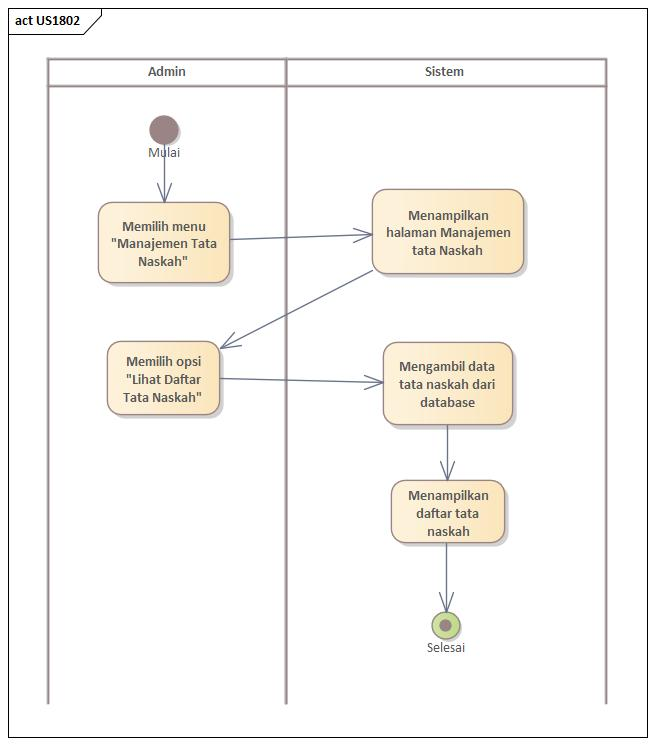 act US1802
Admin
Sistem
Mulai
Memilih menu
"Manajemen Tata
Naskah"
Menampilkan
halaman Manajemen
tata Naskah
Memilih opsi
"Lihat Daftar
Tata Naskah"
Mengambil data
tata naskah dari
database
Menampilkan
daftar tata
naskah
Selesai